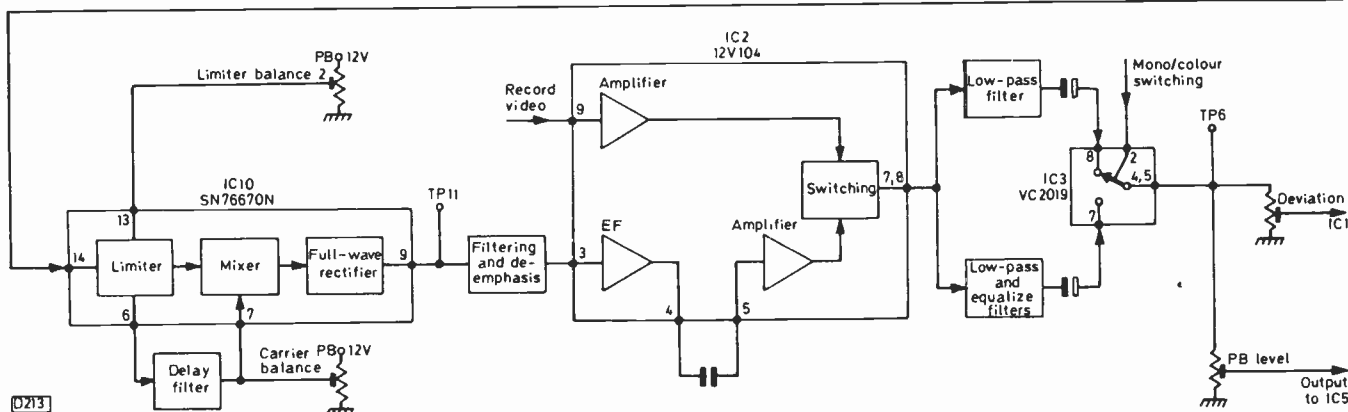 PB 12V
Limiter balance 2
IC10
SN76670N
13
14
Limiter
Mixer
Full-wave
rectifier
9
6
7
Delay
filter
Carrier
balance
PB 12V
TP11
Filtering
and de-
emphasis
Record
video
IC2
12V104
9
Amplifier
3
EF
4
5
Amplifier
Switching
7,8
Low-pass
filter
Low-pass
and
equalize
filters
Mono/colour
switching
8
2
IC3
VC2019
4,5
7
TP6
Deviation
IC1
PB level
Output
to IC5
D213